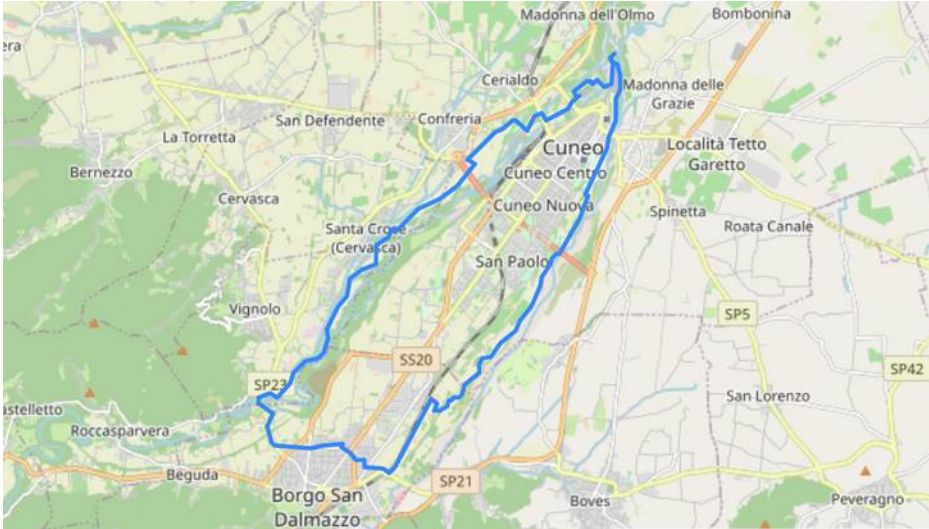 Madonna dell'Olmo
Bombonina
era
Cerialdo
Madonna delle
Grazie
San Defendente
Confreria
La Torretta
Cuneo
Località Tetto
Garetto
Bernezzo
Cuneo Centro
Cervasca
Cuneo Nuova
Spinetta
Roata Canale
Santa Croce
(Cervasca)
San Paolo
Vignolo
SP5
SS20
SP23
SP42
astelletto
San Lorenzo
Roccasparvera
Beguda
SP21
Borgo San
Dalmazzo
Boves
Peveragno